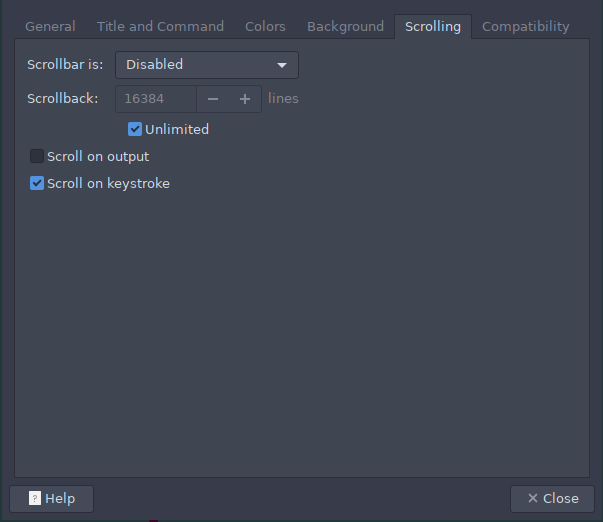 General Title and Command Colors Background Scrolling Compatibility
Scrollbar is: Disabled
Scrollback: 16384 − + lines
Unlimited
Scroll on output
Scroll on keystroke
? Help × Close